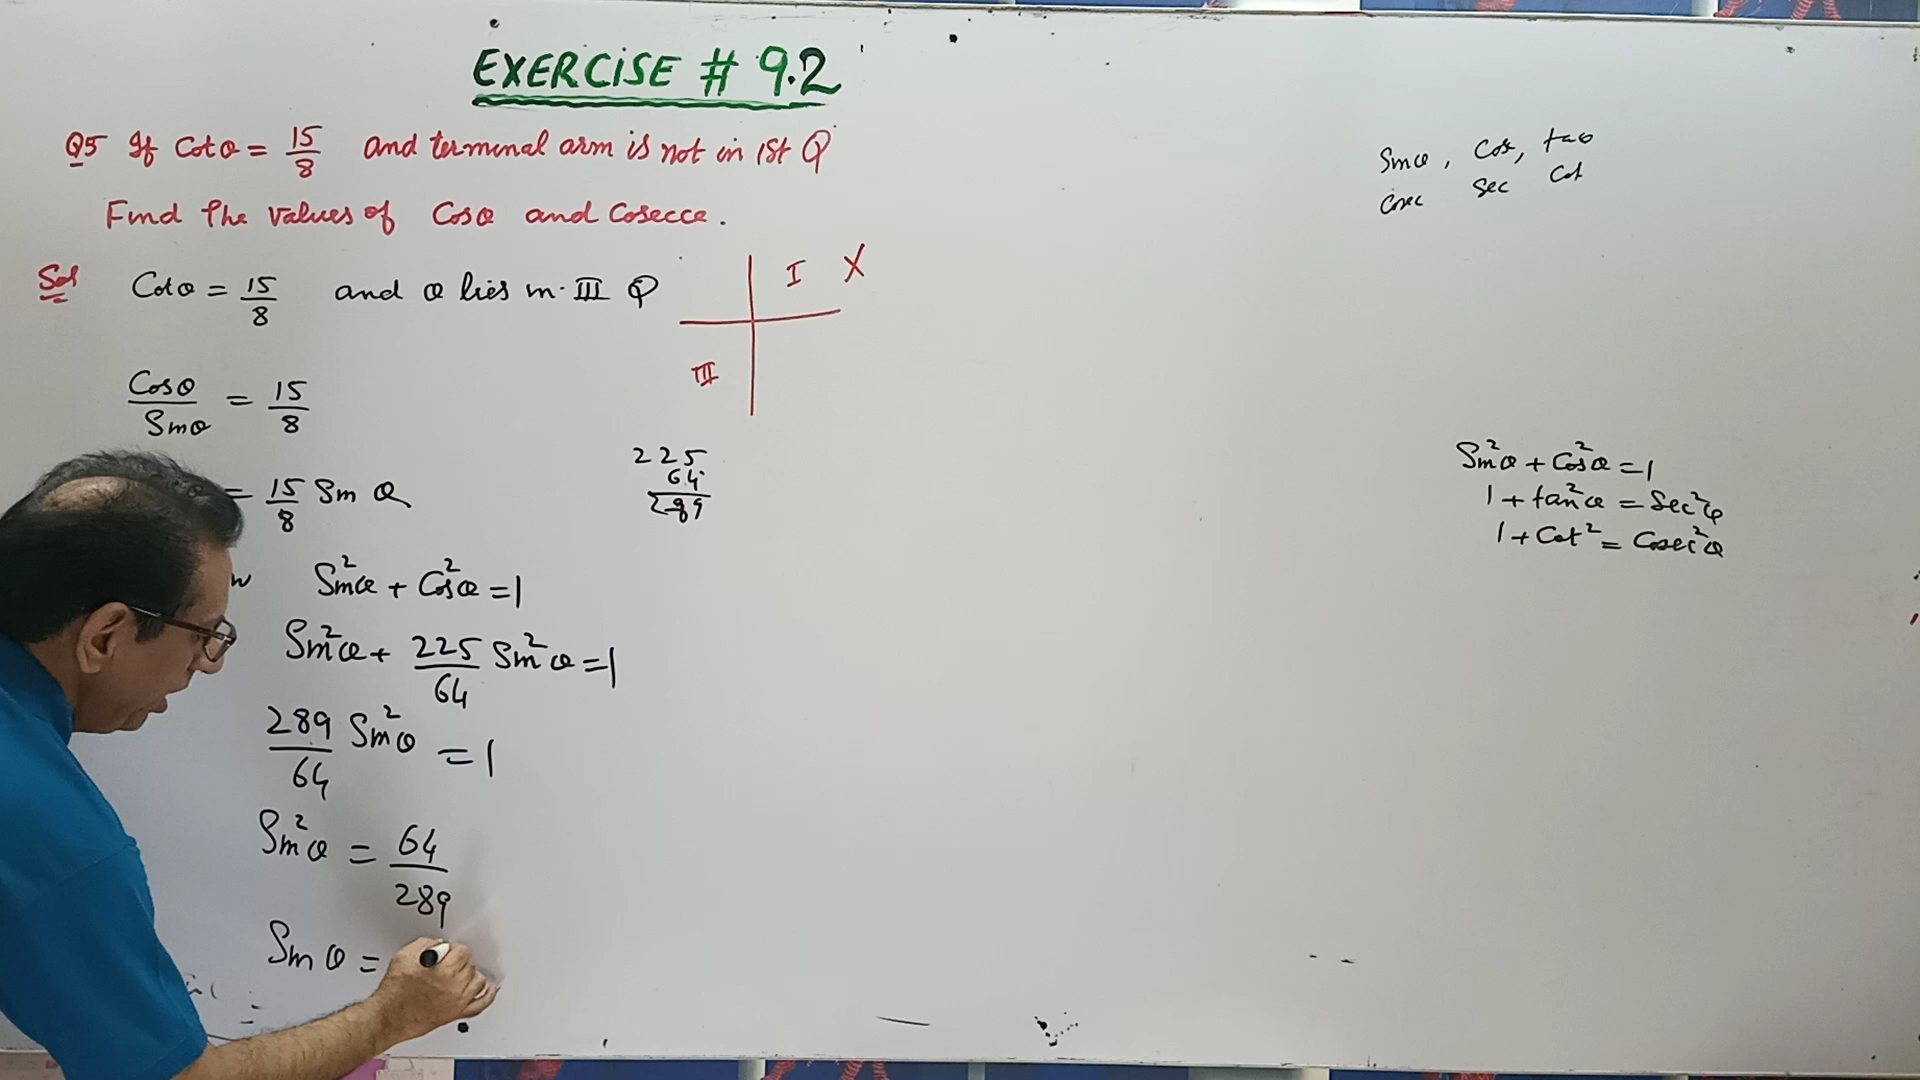 EXERCISE # 9.2
Q5 If Cotθ = 15/8 and terminal arm is not in 1st Q
Find the values of Cosθ and Cosecθ.
Sol Cotθ = 15/8 and θ lies in III Q
I X
III
Cosθ/Sinθ = 15/8
= 15/8 Sin θ
225
64
289
Sin²θ + Cos²θ = 1
Sin²θ + 225/64 Sin²θ = 1
289/64 Sin²θ = 1
Sin²θ = 64/289
Sin θ =
Sinθ, Cos, tan
Cosec Sec Cot
Sin²θ + Cos²θ = 1
1 + tan²θ = Sec²θ
1 + Cot² = Cosec²θ